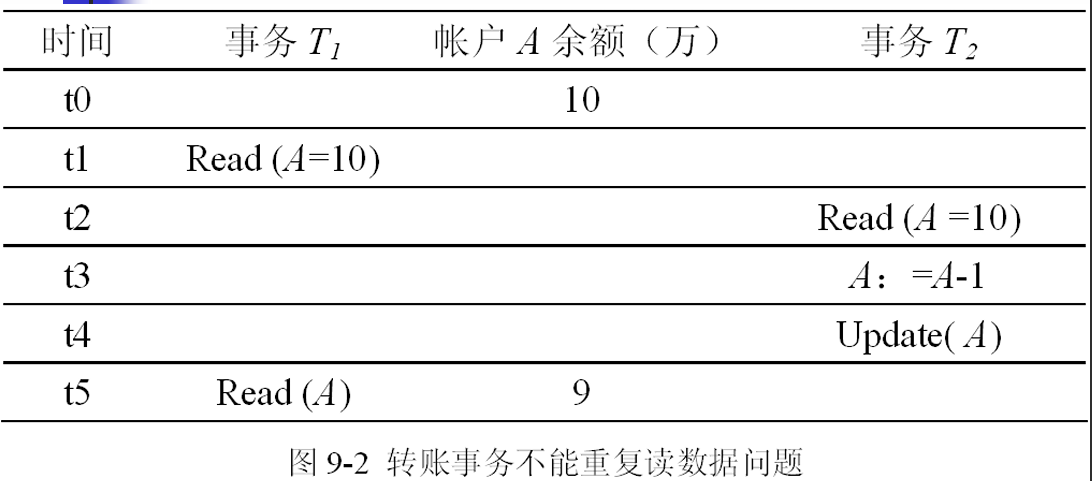 时间 事务 T1 帐户 A 余额（万） 事务 T2
t0 10
t1 Read (A=10)
t2 Read (A =10)
t3 A：=A-1
t4 Update( A)
t5 Read (A) 9
图 9-2 转账事务不能重复读数据问题